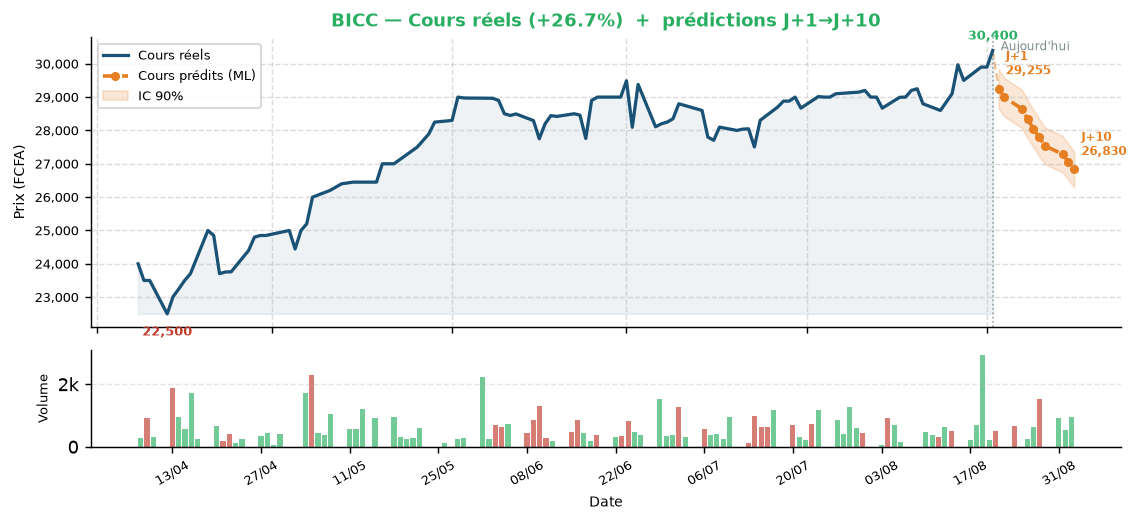 BICC — Cours réels (+26.7%)  +  prédictions J+1→J+10
Cours réels
Cours prédits (ML)
IC 90%
30,400
Aujourd'hui
J+1
29,255
J+10
26,830
22,500
Prix (FCFA)
30,000
29,000
28,000
27,000
26,000
25,000
24,000
23,000
Volume
2k
0
13/04
27/04
11/05
25/05
08/06
22/06
06/07
20/07
03/08
17/08
31/08
Date